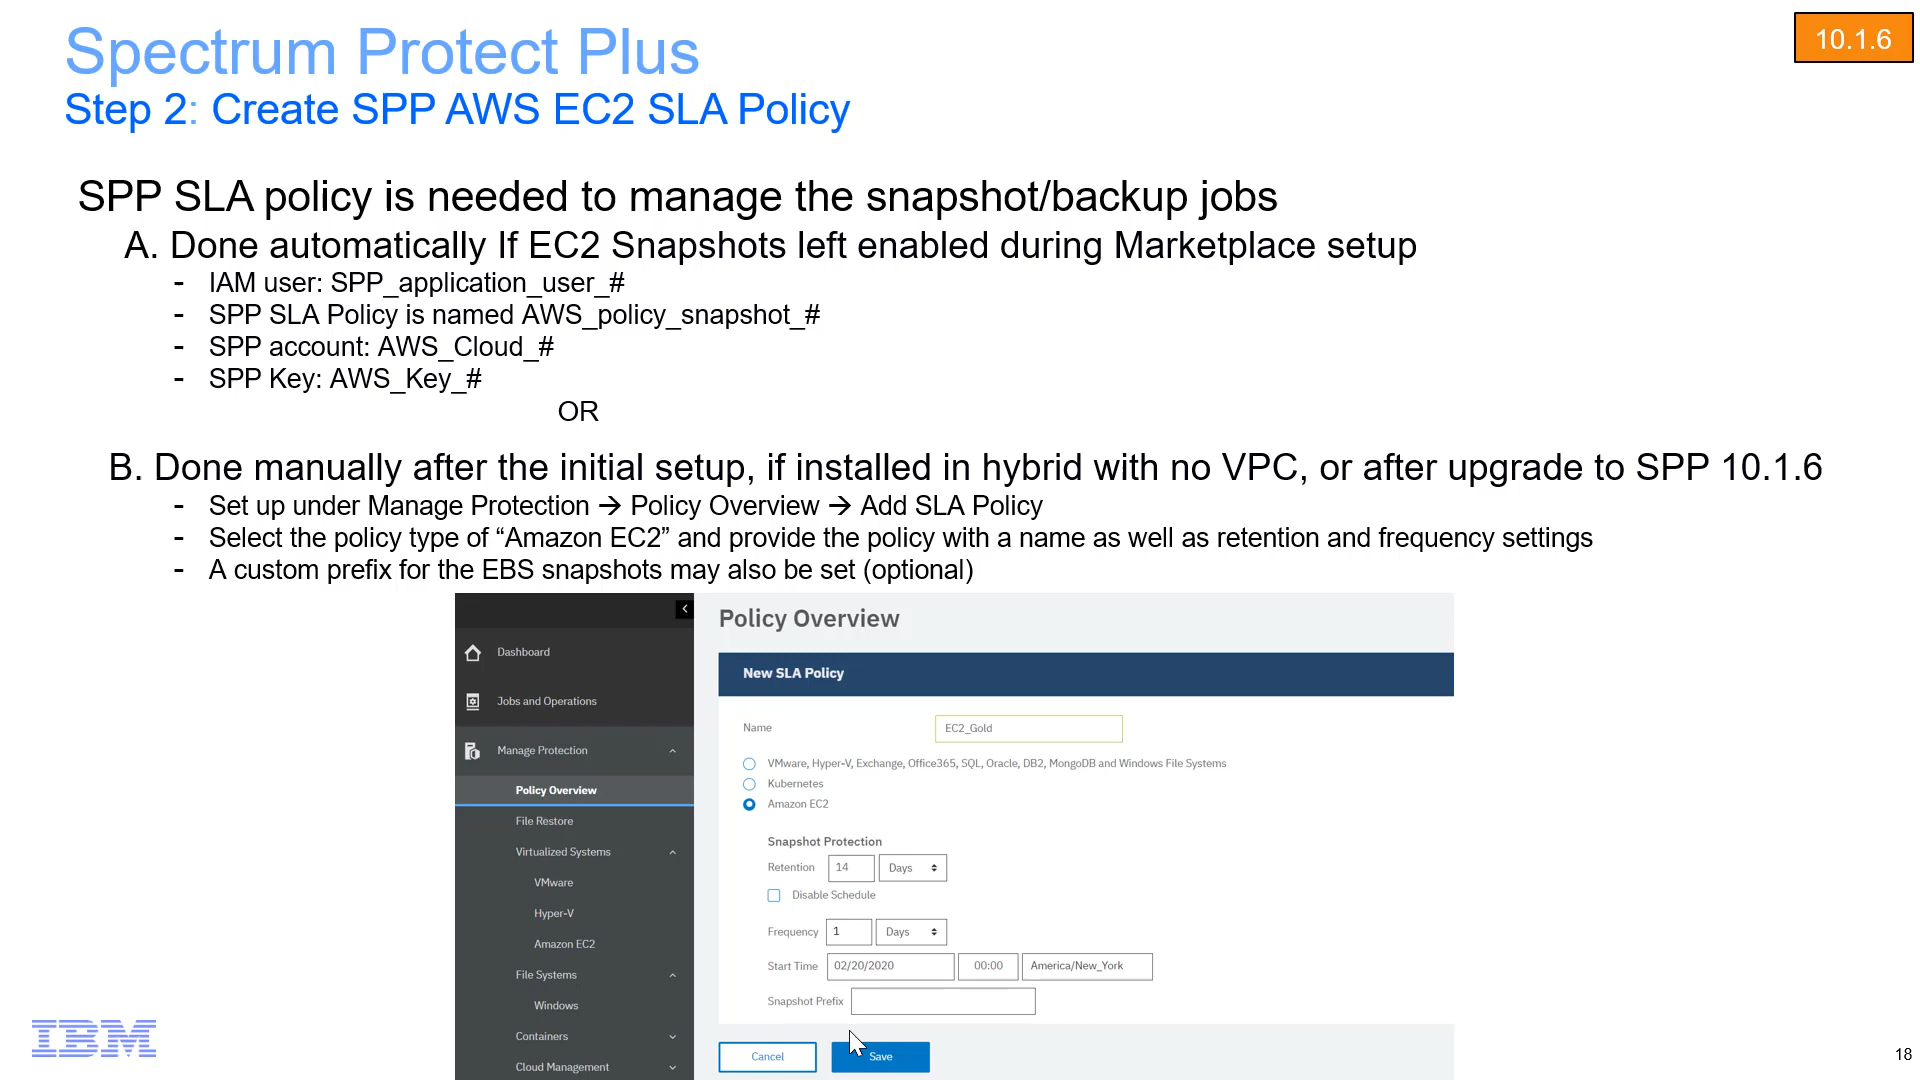 Spectrum Protect Plus
10.1.6
Step 2: Create SPP AWS EC2 SLA Policy
SPP SLA policy is needed to manage the snapshot/backup jobs
A. Done automatically If EC2 Snapshots left enabled during Marketplace setup
- IAM user: SPP_application_user_#
- SPP SLA Policy is named AWS_policy_snapshot_#
- SPP account: AWS_Cloud_#
- SPP Key: AWS_Key_#
OR
B. Done manually after the initial setup, if installed in hybrid with no VPC, or after upgrade to SPP 10.1.6
- Set up under Manage Protection → Policy Overview → Add SLA Policy
- Select the policy type of “Amazon EC2” and provide the policy with a name as well as retention and frequency settings
- A custom prefix for the EBS snapshots may also be set (optional)
Dashboard
Jobs and Operations
Manage Protection
Policy Overview
File Restore
Virtualized Systems
VMware
Hyper-V
Amazon EC2
File Systems
Windows
Containers
Cloud Management
Policy Overview
New SLA Policy
Name EC2_Gold
VMware, Hyper-V, Exchange, Office365, SQL, Oracle, DB2, MongoDB and Windows File Systems
Kubernetes
Amazon EC2
Snapshot Protection
Retention 14 Days
Disable Schedule
Frequency 1 Days
Start Time 02/20/2020 00:00 America/New_York
Snapshot Prefix
Cancel Save
IBM
18